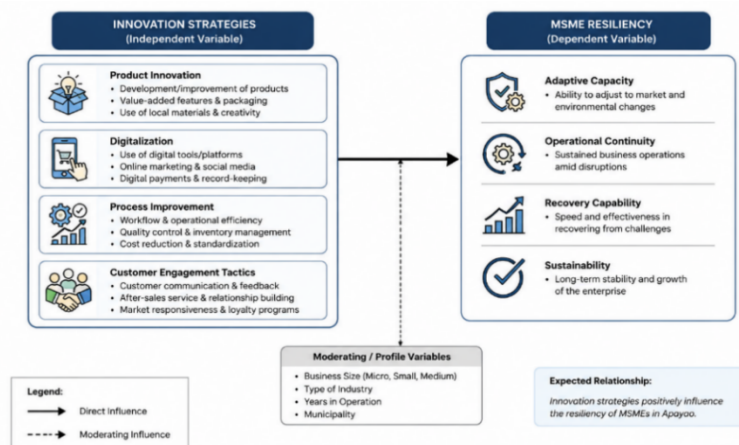 INNOVATION STRATEGIES
(Independent Variable)
Product Innovation
• Development/improvement of products
• Value-added features & packaging
• Use of local materials & creativity
Digitalization
• Use of digital tools/platforms
• Online marketing & social media
• Digital payments & record-keeping
Process Improvement
• Workflow & operational efficiency
• Quality control & inventory management
• Cost reduction & standardization
Customer Engagement Tactics
• Customer communication & feedback
• After-sales service & relationship building
• Market responsiveness & loyalty programs
MSME RESILIENCY
(Dependent Variable)
Adaptive Capacity
• Ability to adjust to market and
environmental changes
Operational Continuity
• Sustained business operations
amid disruptions
Recovery Capability
• Speed and effectiveness in
recovering from challenges
Sustainability
• Long-term stability and growth
of the enterprise
Moderating / Profile Variables
• Business Size (Micro, Small, Medium)
• Type of Industry
• Years in Operation
• Municipality
Legend:
Direct Influence
Moderating Influence
Expected Relationship:
Innovation strategies positively influence
the resiliency of MSMEs in Apayao.